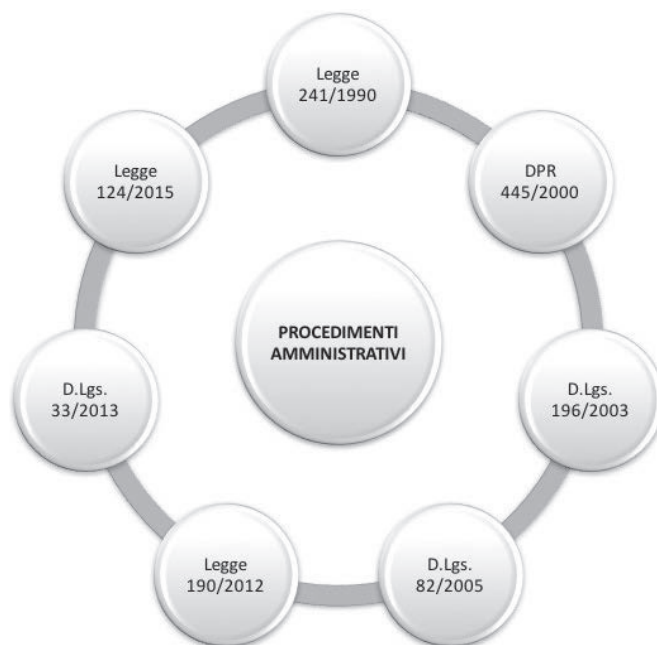 Legge
241/1990
DPR
445/2000
D.Lgs.
196/2003
D.Lgs.
82/2005
Legge
190/2012
D.Lgs.
33/2013
Legge
124/2015
PROCEDIMENTI
AMMINISTRATIVI